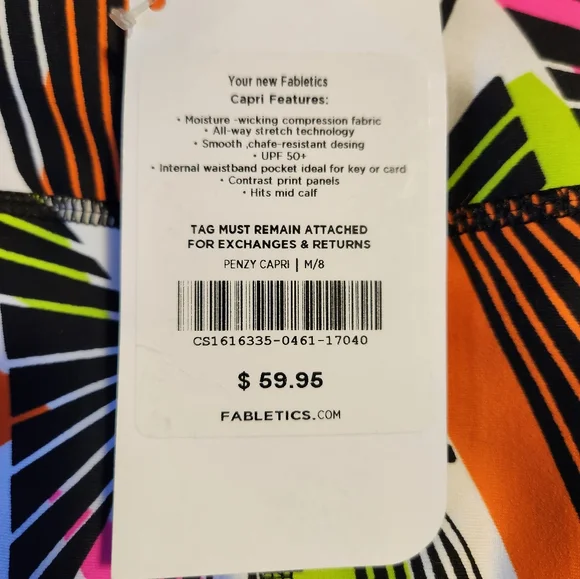 Your new Fabletics
Capri Features:
• Moisture -wicking compression fabric
• All-way stretch technology
• Smooth ,chafe-resistant desing
• UPF 50+
• Internal waistband pocket ideal for key or card
• Contrast print panels
• Hits mid calf
TAG MUST REMAIN ATTACHED
FOR EXCHANGES & RETURNS
PENZY CAPRI | M/8
CS1616335-0461-17040
$ 59.95
FABLETICS.COM